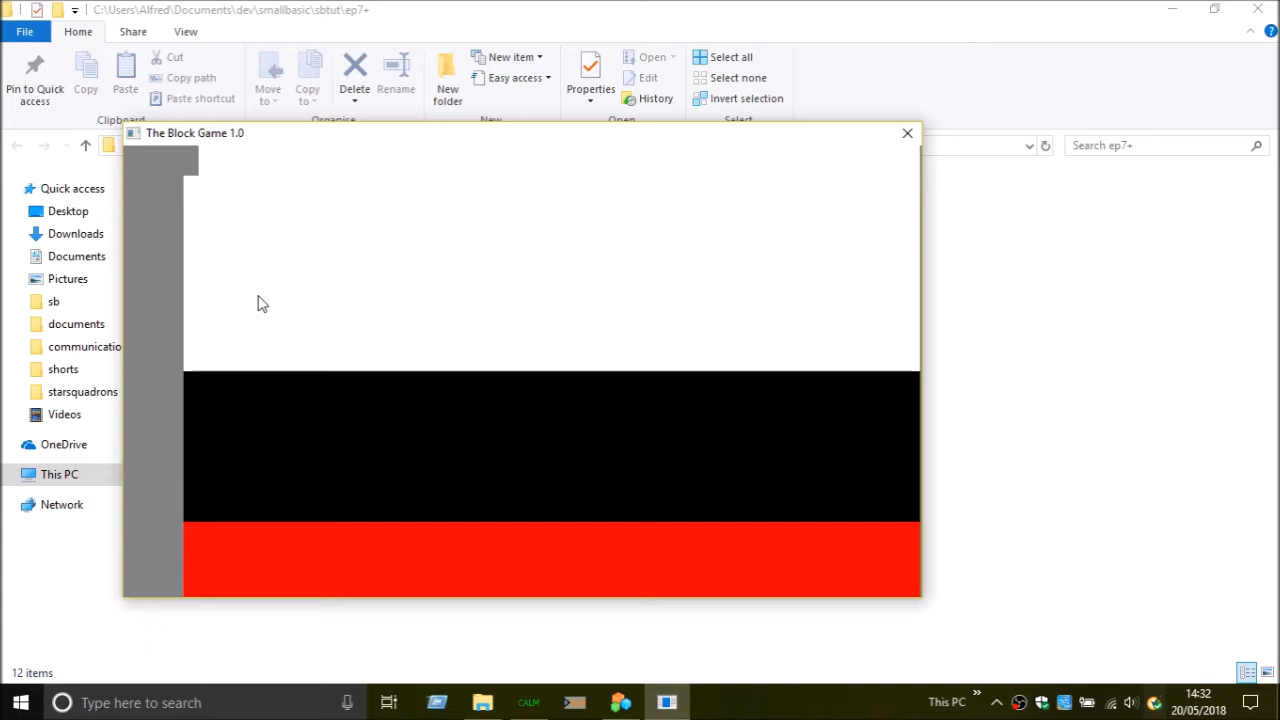 C:\Users\Alfred\Documents\dev\smallbasic\sbtut\ep7+
File Home Share View
Pin to Quick access
Copy
Paste
Cut
Copy path
Paste shortcut
Clipboard
Move to
Copy to
Delete
Rename
Organise
New folder
New item
Easy access
New
Properties
Open
Edit
History
Open
Select all
Select none
Invert selection
Select
The Block Game 1.0
Search ep7+
Quick access
Desktop
Downloads
Documents
Pictures
sb
documents
communicatio
shorts
starsquadrons
Videos
OneDrive
This PC
Network
12 items
Type here to search
CALM
This PC
14:32
20/05/2018